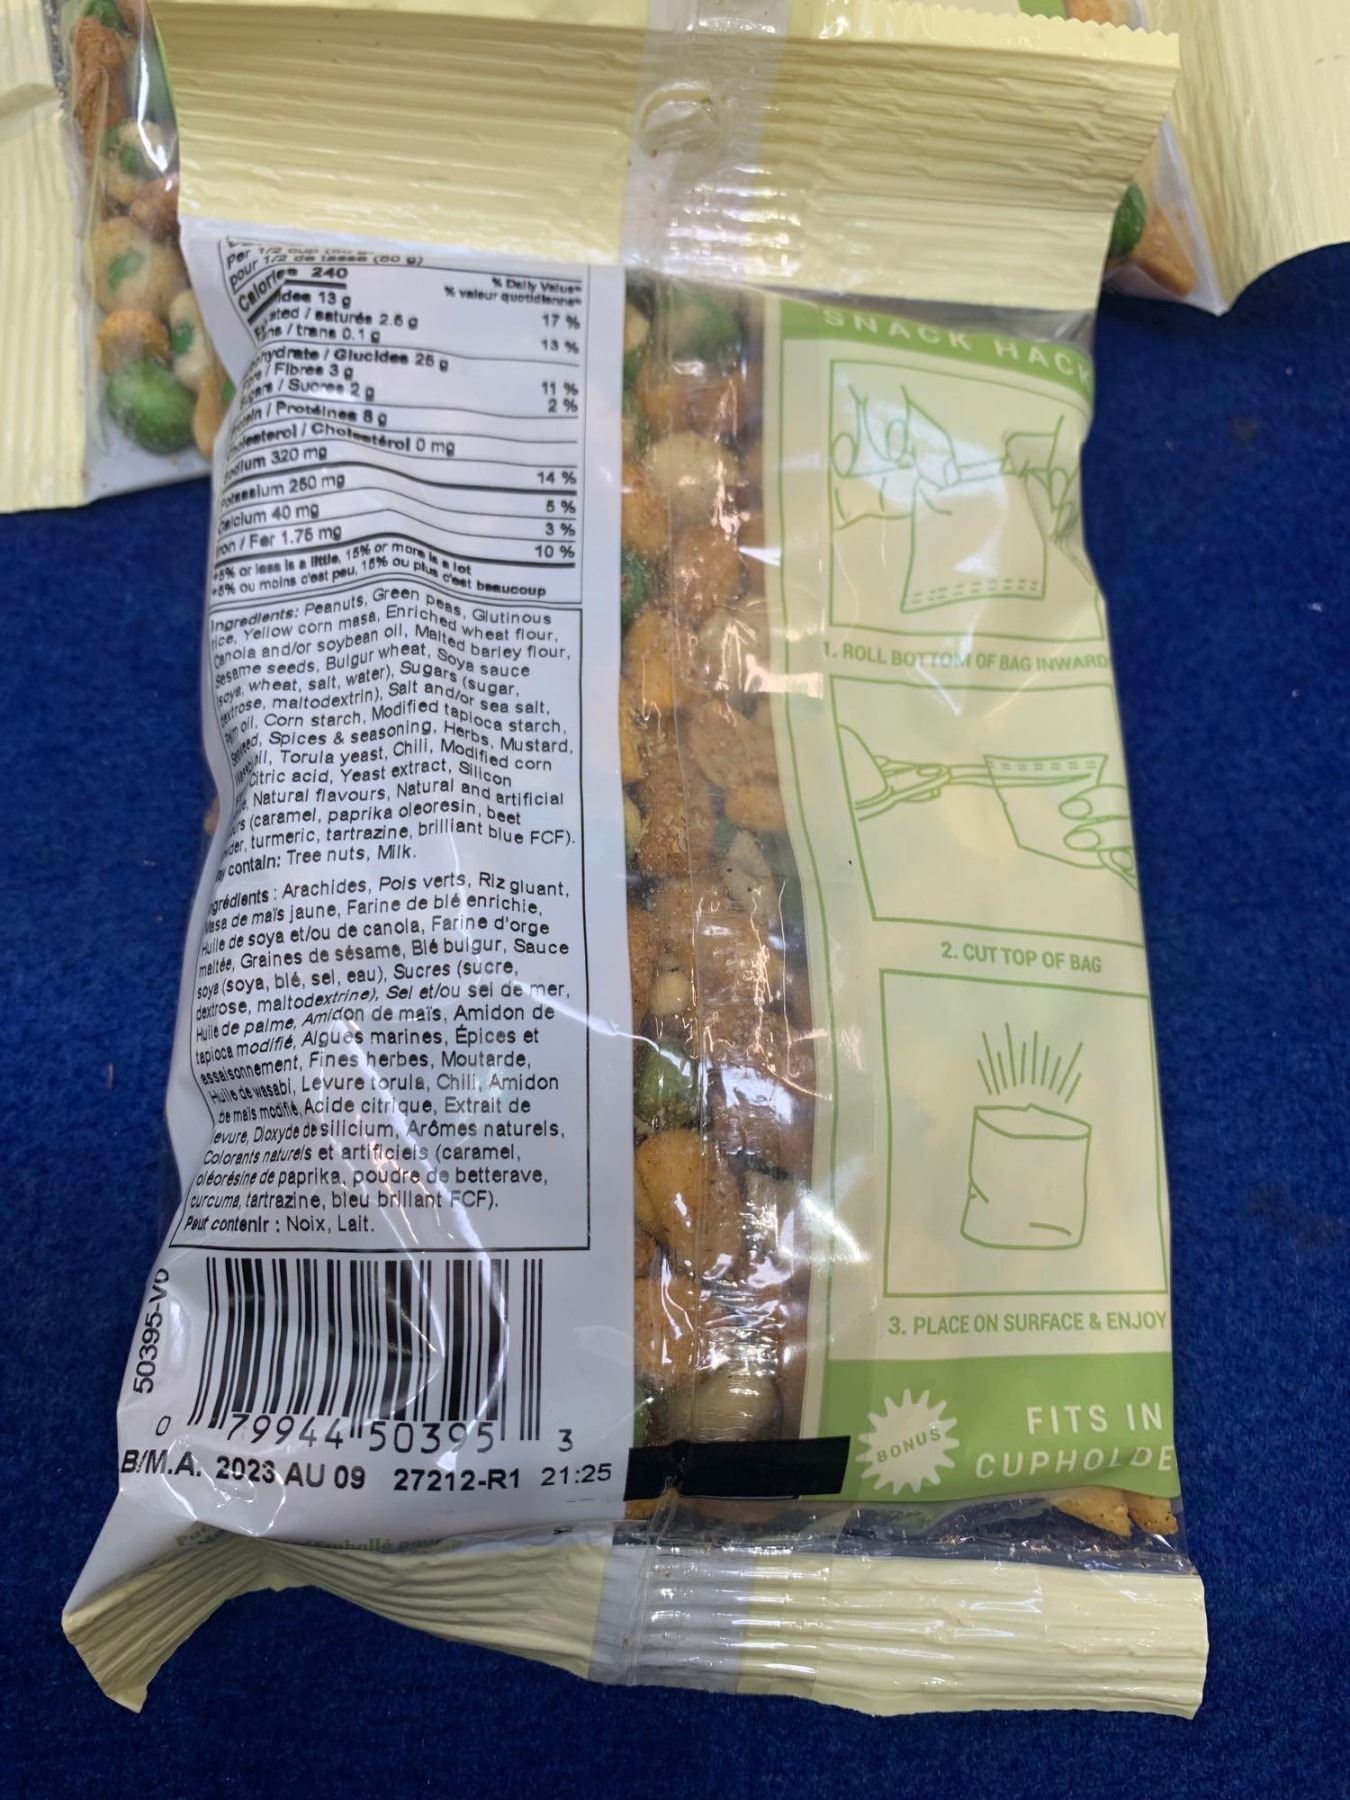 Per 1/2 cup
pour 1/2 de tasse (60 g)
Calories 240
% Daily Value*
% valeur quotidienne*
13 g 17 %
/ saturés 2.5 g
/ trans 0.1 g 13 %
/ Glucides 25 g
/ Fibres 3 g 11 %
/ Sucres 2 g 2 %
/ Protéines 8 g
/ Cholestérol 0 mg
Sodium 320 mg 14 %
Potassium 250 mg 5 %
Calcium 40 mg 3 %
Iron / Fer 1.75 mg 10 %
*5% or less is a little, 15% or more is a lot
*5% ou moins c'est peu, 15% ou plus c'est beaucoup
Ingredients: Peanuts, Green peas, Glutinous
rice, Yellow corn masa, Enriched wheat flour,
Canola and/or soybean oil, Malted barley flour,
Sesame seeds, Bulgur wheat, Soya sauce
(soya, wheat, salt, water), Sugars (sugar,
dextrose, maltodextrin), Salt and/or sea salt,
Palm oil, Corn starch, Modified tapioca starch,
Seaweed, Spices & seasoning, Herbs, Mustard,
Torula yeast, Chili, Modified corn
Citric acid, Yeast extract, Silicon
Natural flavours, Natural and artificial
(caramel, paprika oleoresin, beet
turmeric, tartrazine, brilliant blue FCF).
contain: Tree nuts, Milk.
Ingrédients : Arachides, Pois verts, Riz gluant,
Masa de maïs jaune, Farine de blé enrichie,
Huile de soya et/ou de canola, Farine d'orge
maltée, Graines de sésame, Blé bulgur, Sauce
soya (soya, blé, sel, eau), Sucres (sucre,
dextrose, maltodextrine), Sel et/ou sel de mer,
Huile de palme, Amidon de maïs, Amidon de
tapioca modifié, Algues marines, Épices et
assaisonnement, Fines herbes, Moutarde,
Huile de wasabi, Levure torula, Chili, Amidon
de maïs modifié, Acide citrique, Extrait de
levure, Dioxyde de silicium, Arômes naturels,
Colorants naturels et artificiels (caramel,
oléorésine de paprika, poudre de betterave,
curcuma, tartrazine, bleu brillant FCF).
Peut contenir : Noix, Lait.
50395-VD
0 79944 50395 3
B/M.A. 2023 AU 09 27212-R1 21:25
SNACK HACK
1. ROLL BOTTOM OF BAG INWARD
2. CUT TOP OF BAG
3. PLACE ON SURFACE & ENJOY
BONUS
FITS IN
CUPHOLDE